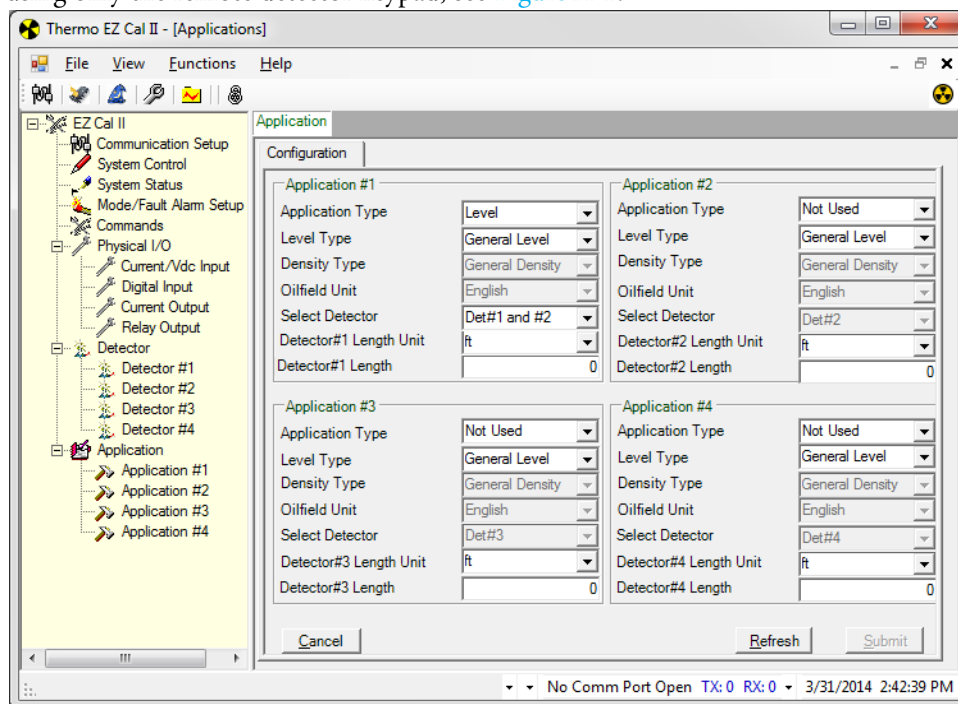 Thermo EZ Cal II - [Applications]
File View Functions Help
EZ Cal II
Communication Setup
System Control
System Status
Mode/Fault Alarm Setup
Commands
Physical I/O
Current/Vdc Input
Digital Input
Current Output
Relay Output
Detector
Detector #1
Detector #2
Detector #3
Detector #4
Application
Application #1
Application #2
Application #3
Application #4
Application
Configuration
Application #1
Application Type Level
Level Type General Level
Density Type General Density
Oilfield Unit English
Select Detector Det#1 and #2
Detector#1 Length Unit ft
Detector#1 Length 0
Application #2
Application Type Not Used
Level Type General Level
Density Type General Density
Oilfield Unit English
Select Detector Det#2
Detector#2 Length Unit ft
Detector#2 Length 0
Application #3
Application Type Not Used
Level Type General Level
Density Type General Density
Oilfield Unit English
Select Detector Det#3
Detector#3 Length Unit ft
Detector#3 Length 0
Application #4
Application Type Not Used
Level Type General Level
Density Type General Density
Oilfield Unit English
Select Detector Det#4
Detector#4 Length Unit ft
Detector#4 Length 0
Cancel Refresh Submit
No Comm Port Open TX: 0 RX: 0 3/31/2014 2:42:39 PM